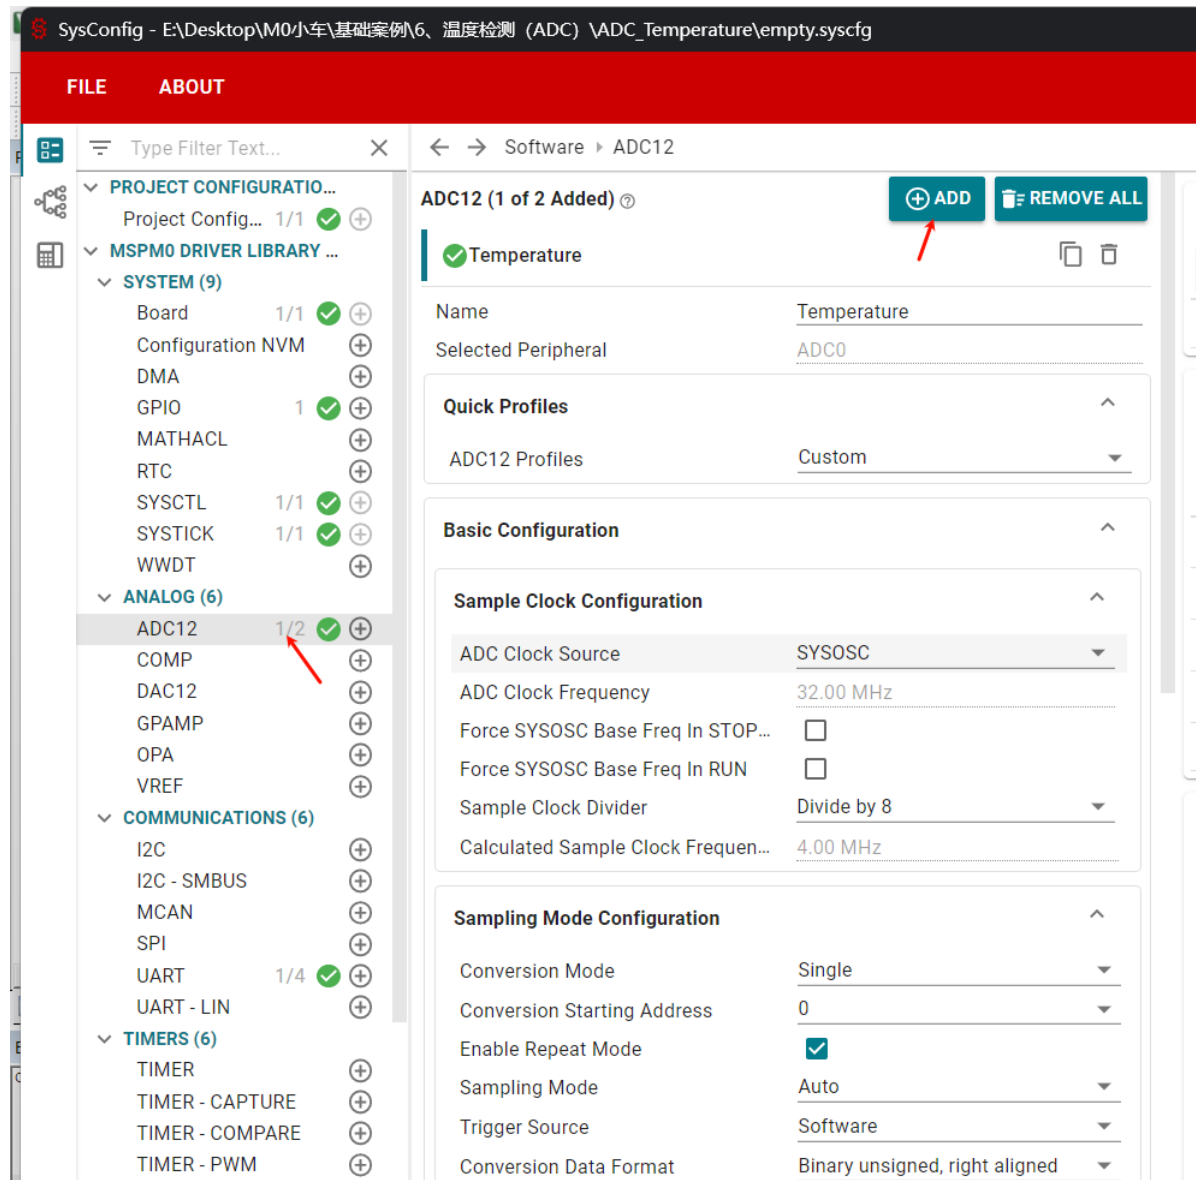 SysConfig - E:\Desktop\M0小车\基础案例\6、温度检测（ADC）\ADC_Temperature\empty.syscfg
FILE ABOUT
Type Filter Text...
Software ADC12
PROJECT CONFIGURATIO...
Project Config... 1/1
MSPM0 DRIVER LIBRARY ...
SYSTEM (9)
Board 1/1
Configuration NVM
DMA
GPIO 1
MATHACL
RTC
SYSCTL 1/1
SYSTICK 1/1
WWDT
ANALOG (6)
ADC12 1/2
COMP
DAC12
GPAMP
OPA
VREF
COMMUNICATIONS (6)
I2C
I2C - SMBUS
MCAN
SPI
UART 1/4
UART - LIN
TIMERS (6)
TIMER
TIMER - CAPTURE
TIMER - COMPARE
TIMER - PWM
ADC12 (1 of 2 Added) ADD REMOVE ALL
Temperature
Name Temperature
Selected Peripheral ADC0
Quick Profiles
ADC12 Profiles Custom
Basic Configuration
Sample Clock Configuration
ADC Clock Source SYSOSC
ADC Clock Frequency 32.00 MHz
Force SYSOSC Base Freq In STOP...
Force SYSOSC Base Freq In RUN
Sample Clock Divider Divide by 8
Calculated Sample Clock Frequen... 4.00 MHz
Sampling Mode Configuration
Conversion Mode Single
Conversion Starting Address 0
Enable Repeat Mode
Sampling Mode Auto
Trigger Source Software
Conversion Data Format Binary unsigned, right aligned